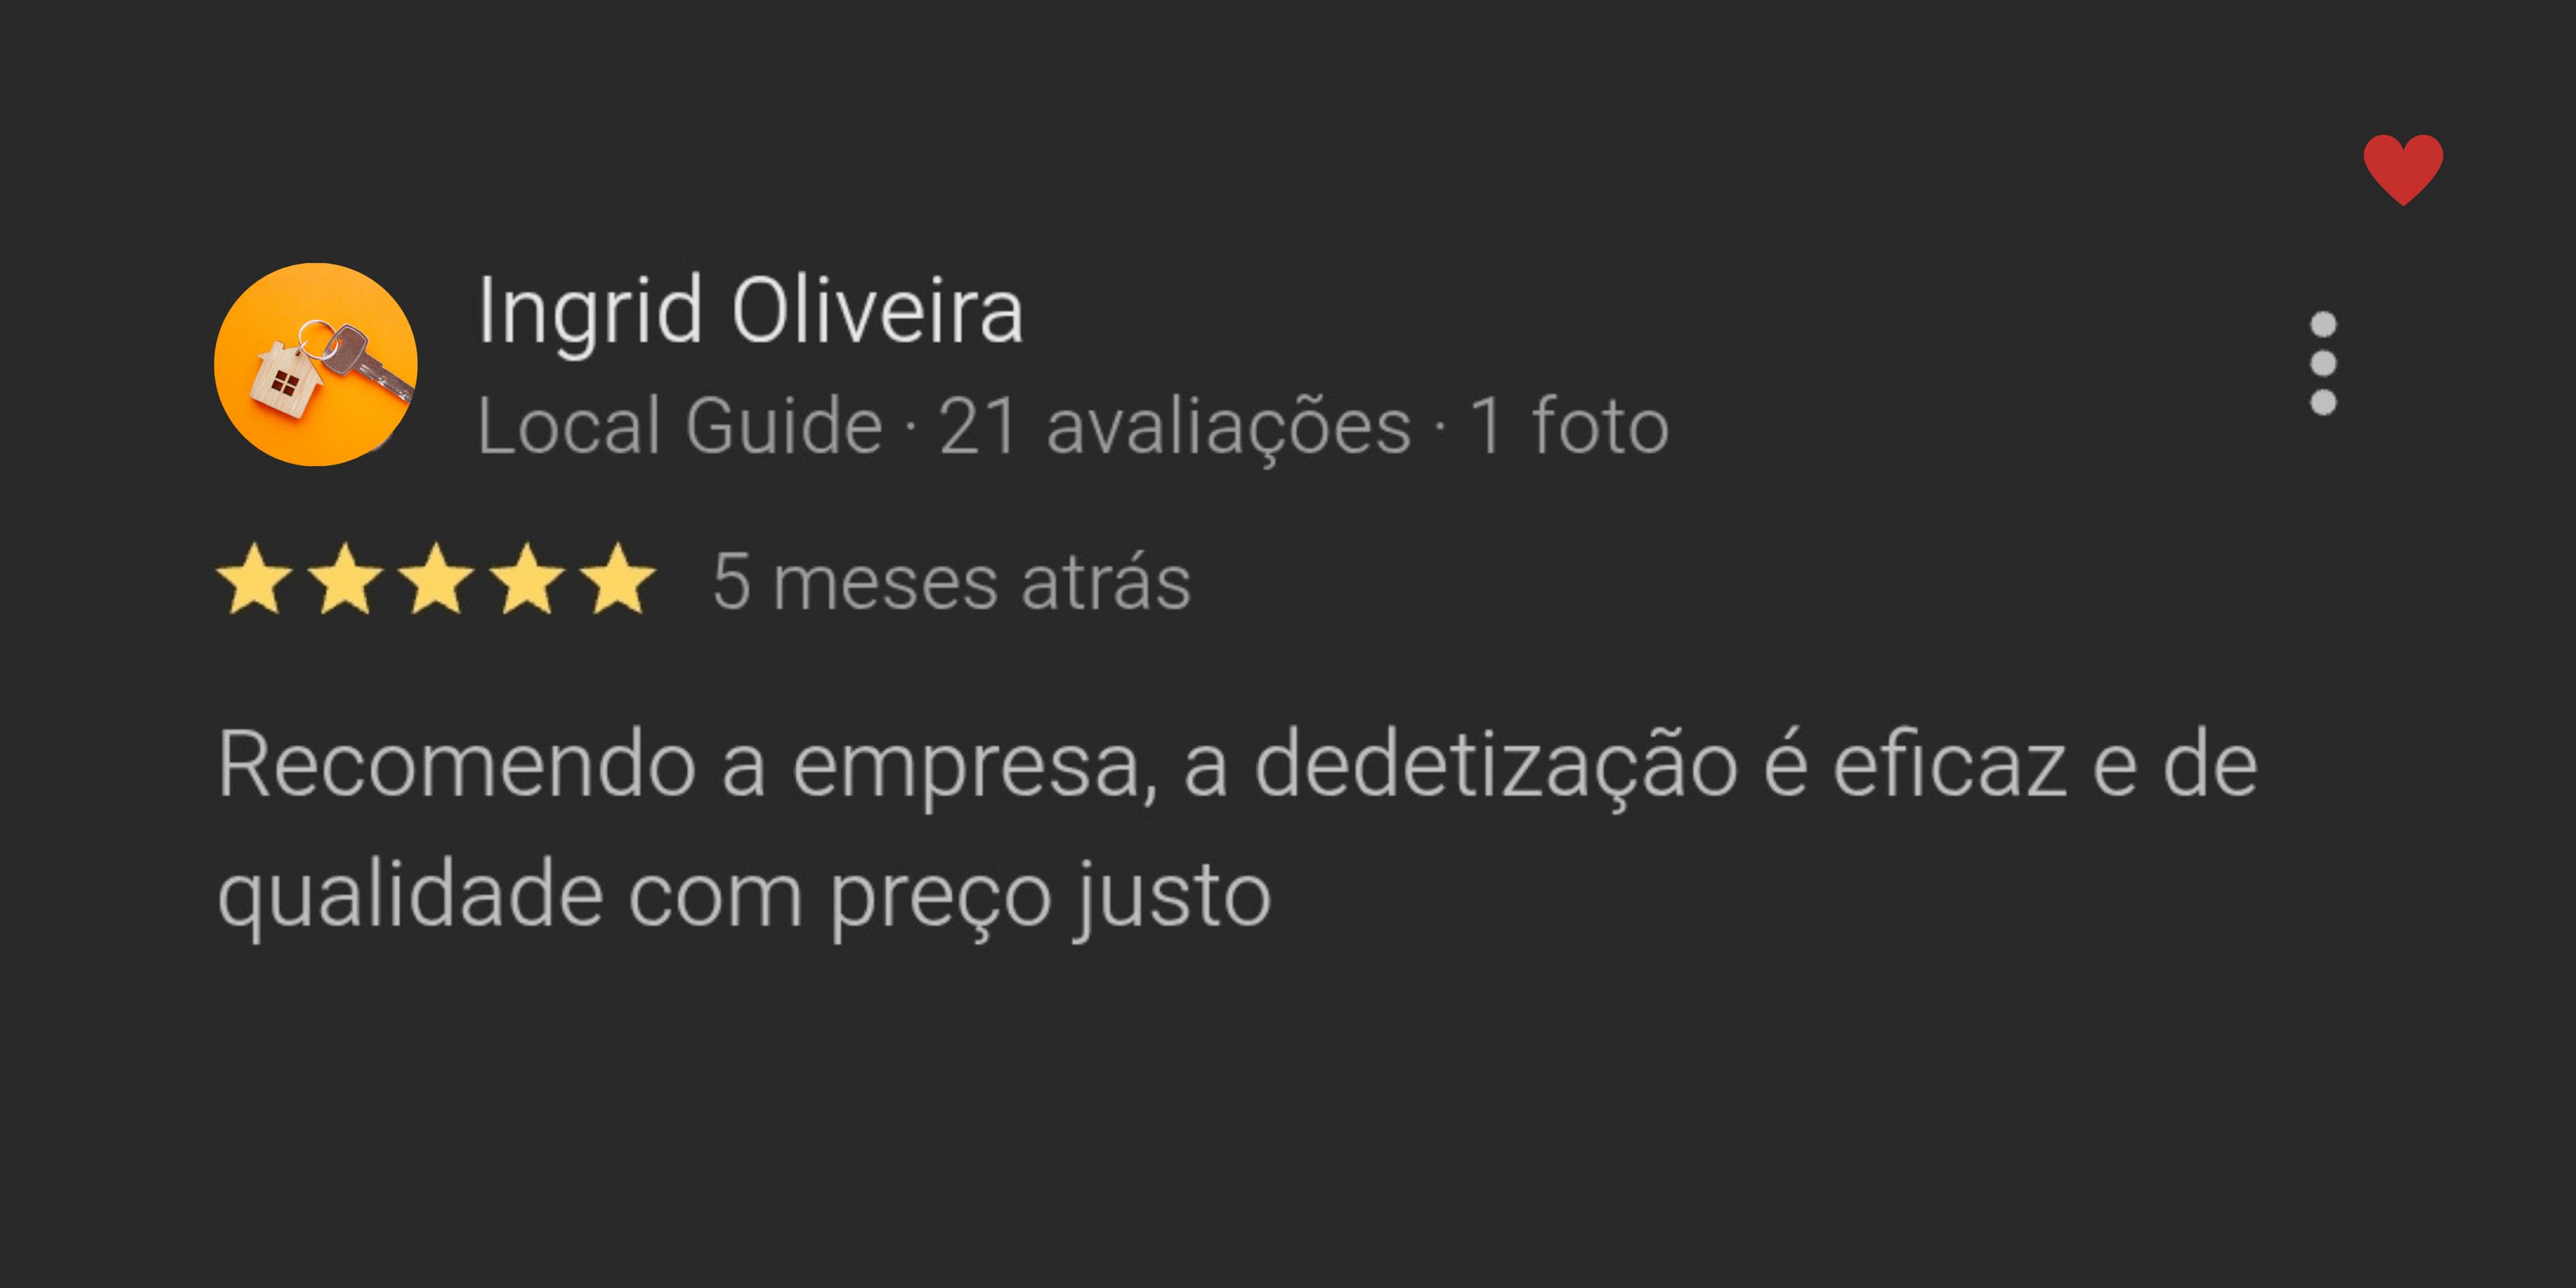 Ingrid Oliveira
Local Guide · 21 avaliações · 1 foto
5 meses atrás
Recomendo a empresa, a dedetização é eficaz e de
qualidade com preço justo